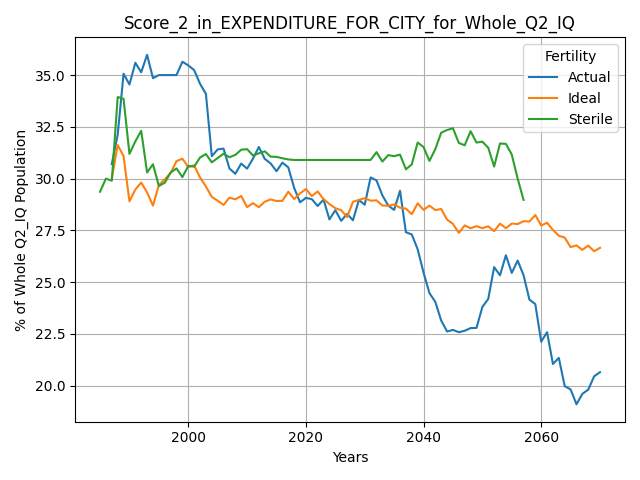 Score_2_in_EXPENDITURE_FOR_CITY_for_Whole_Q2_IQ
Fertility
Actual
Ideal
Sterile
% of Whole Q2_IQ Population
35.0
32.5
30.0
27.5
25.0
22.5
20.0
2000 2020 2040 2060
Years